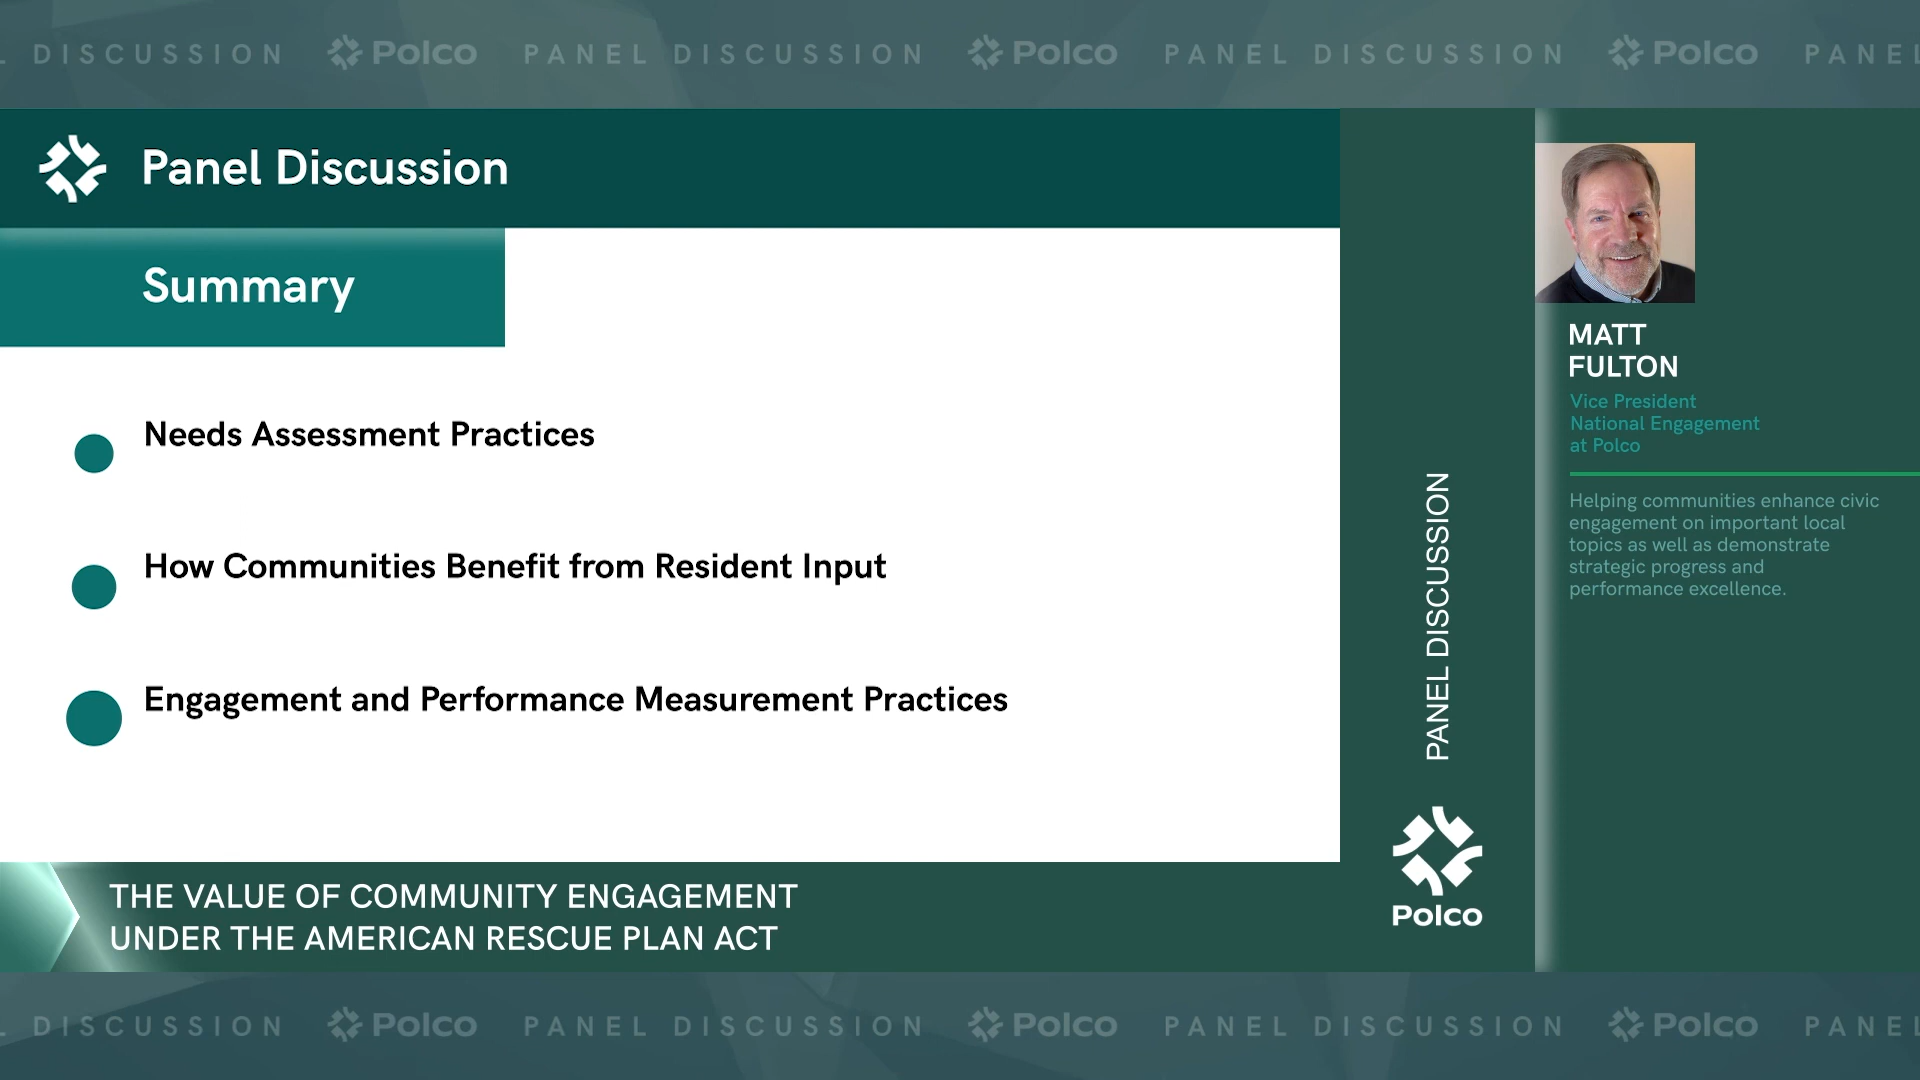 L DISCUSSION Polco PANEL DISCUSSION Polco PANEL DISCUSSION Polco PANEL
Panel Discussion
Summary
Needs Assessment Practices
How Communities Benefit from Resident Input
Engagement and Performance Measurement Practices
THE VALUE OF COMMUNITY ENGAGEMENT
UNDER THE AMERICAN RESCUE PLAN ACT
PANEL DISCUSSION
Polco
MATT
FULTON
Vice President
National Engagement
at Polco
Helping communities enhance civic
engagement on important local
topics as well as demonstrate
strategic progress and
performance excellence.
L DISCUSSION Polco PANEL DISCUSSION Polco PANEL DISCUSSION Polco PANEL